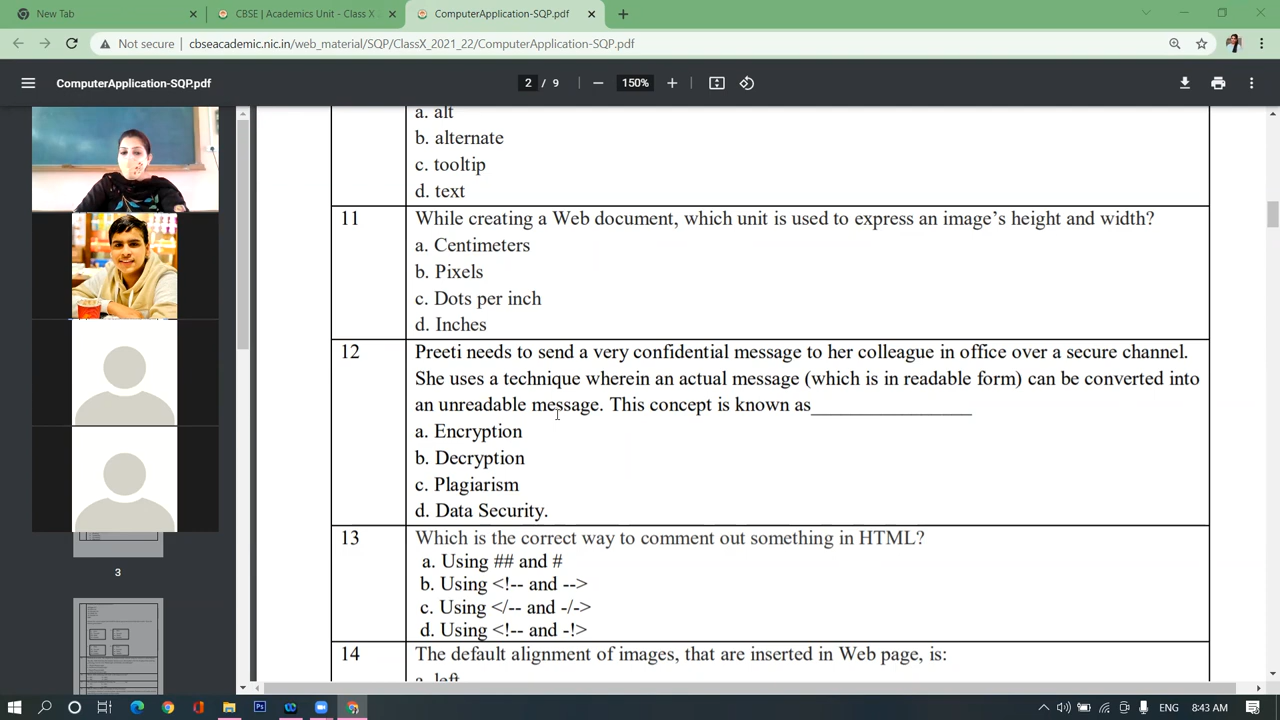 New Tab
CBSE | Academics Unit - Class X
ComputerApplication-SQP.pdf
Not secure
cbseacademic.nic.in/web_material/SQP/ClassX_2021_22/ComputerApplication-SQP.pdf
ComputerApplication-SQP.pdf
2 / 9
150%
a. alt
b. alternate
c. tooltip
d. text
11 While creating a Web document, which unit is used to express an image’s height and width?
a. Centimeters
b. Pixels
c. Dots per inch
d. Inches
12 Preeti needs to send a very confidential message to her colleague in office over a secure channel.
She uses a technique wherein an actual message (which is in readable form) can be converted into
an unreadable message. This concept is known as_________________
a. Encryption
b. Decryption
c. Plagiarism
d. Data Security.
13 Which is the correct way to comment out something in HTML?
a. Using ## and #
b. Using <!-- and -->
c. Using </-- and -/->
d. Using <!-- and -!>
14 The default alignment of images, that are inserted in Web page, is:
a. left
3
ENG
8:43 AM